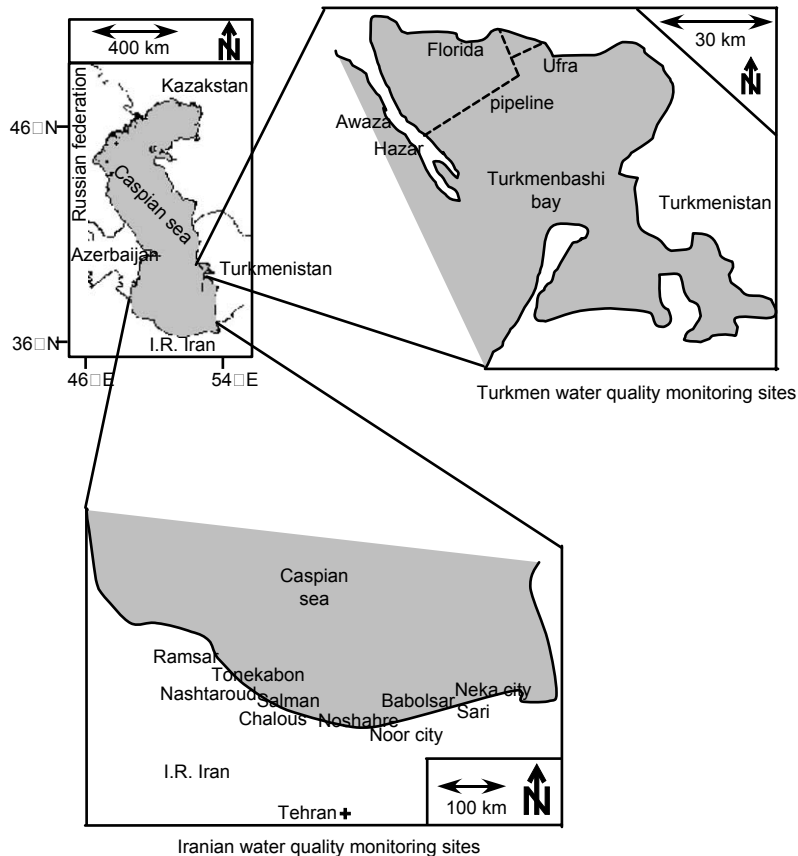 400 km
N
Kazakstan
46□N
Russian federation
Caspian sea
Azerbaijan
Turkmenistan
36□N
I.R. Iran
46□E
54□E
30 km
N
Florida
Ufra
pipeline
Awaza
Hazar
Turkmenbashi
bay
Turkmenistan
Turkmen water quality monitoring sites
Caspian
sea
Ramsar
Tonekabon
Nashtaroud
Salman
Chalous
Noshahre
Noor city
Babolsar
Neka city
Sari
I.R. Iran
Tehran
100 km
N
Iranian water quality monitoring sites